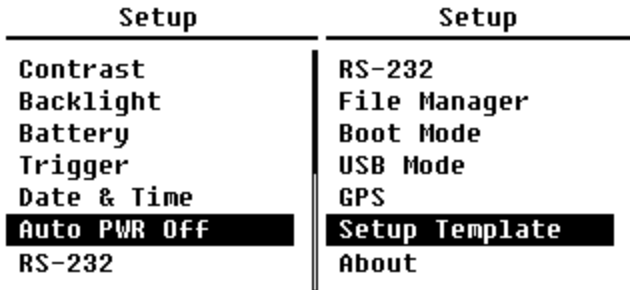 Setup
Contrast
Backlight
Battery
Trigger
Date & Time
Auto PWR Off
RS-232
Setup
RS-232
File Manager
Boot Mode
USB Mode
GPS
Setup Template
About